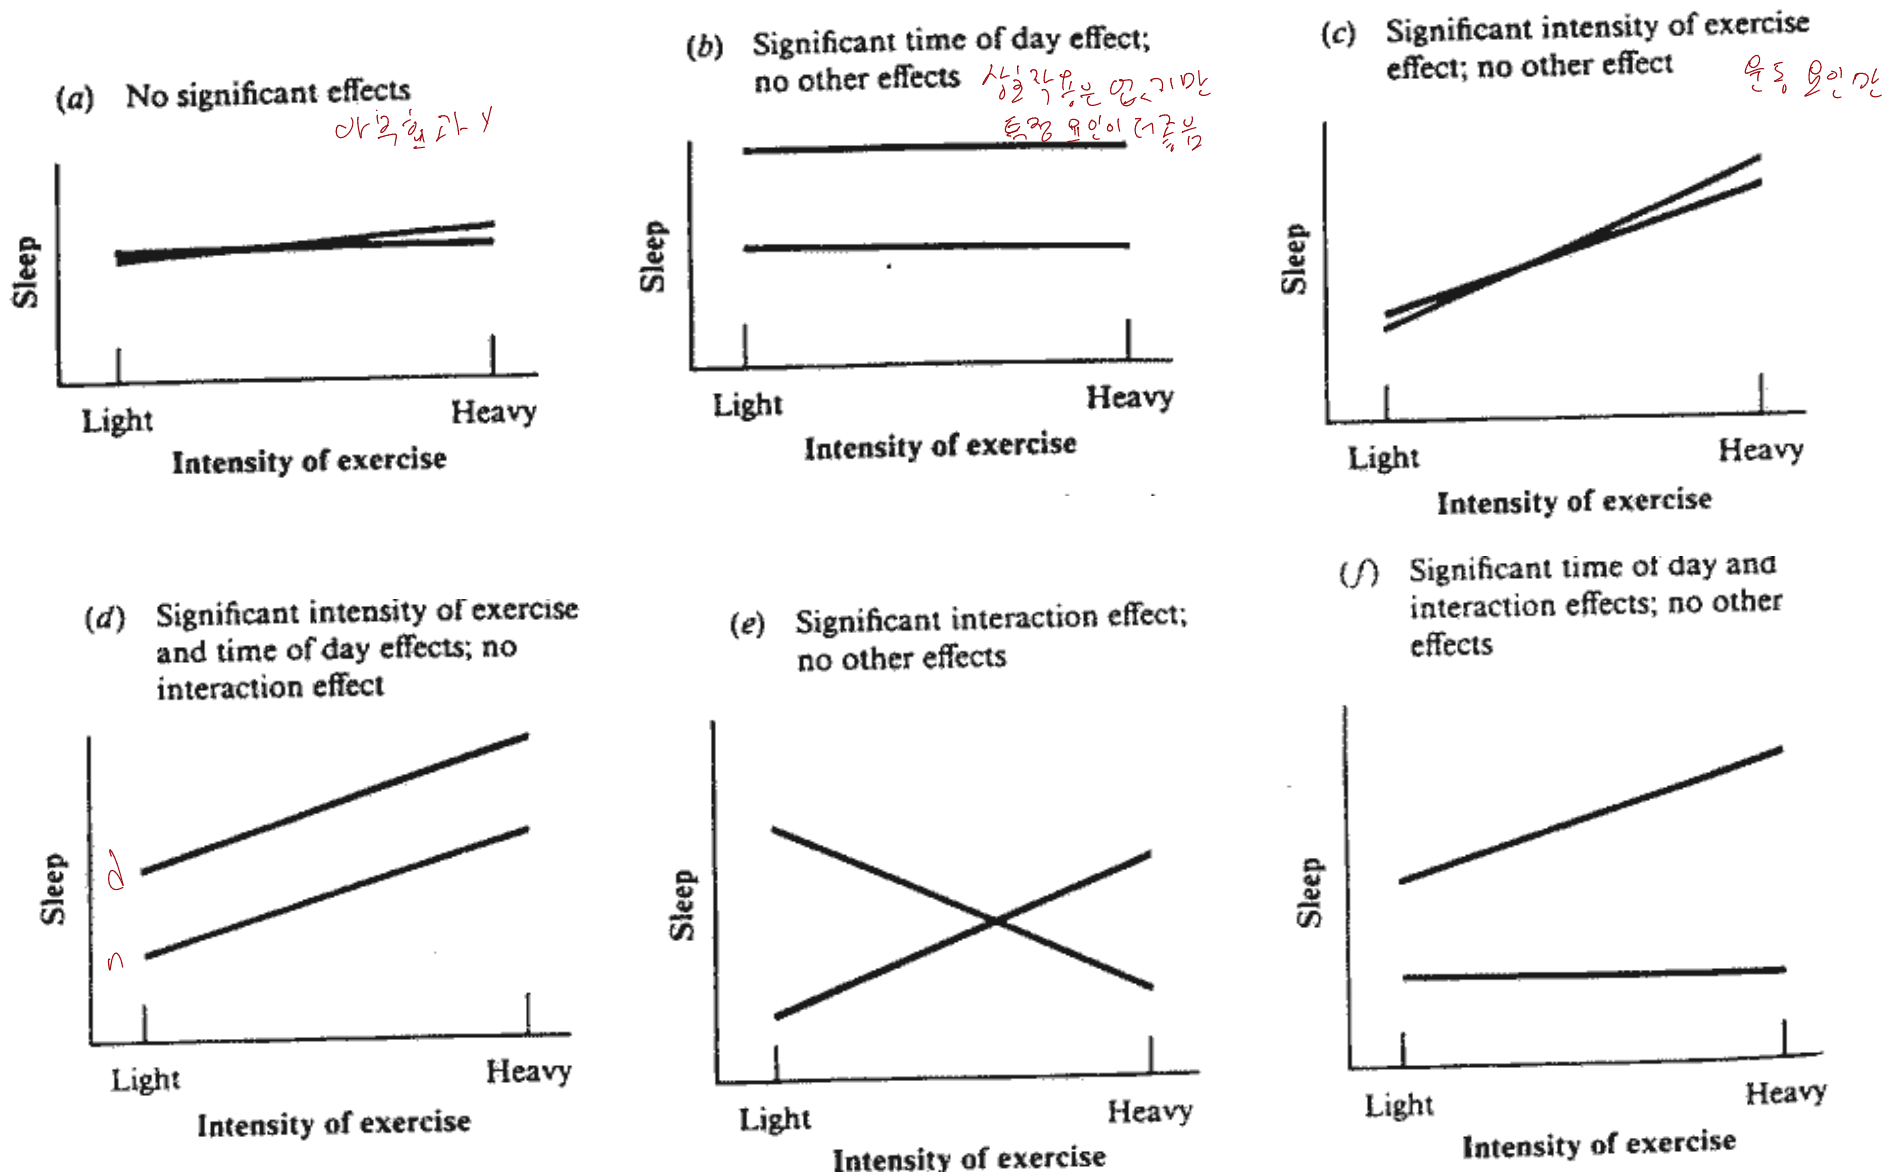 (a) No significant effects
Sleep
Light Heavy
Intensity of exercise
(b) Significant time of day effect;
no other effects
상호작용은 없지만
특정 요인이 더 높음
Sleep
Light Heavy
Intensity of exercise
(c) Significant intensity of exercise
effect; no other effect
운동 요인만
Sleep
Light Heavy
Intensity of exercise
(d) Significant intensity of exercise
and time of day effects; no
interaction effect
d
n
Sleep
Light Heavy
Intensity of exercise
(e) Significant interaction effect;
no other effects
Sleep
Light Heavy
Intensity of exercise
(f) Significant time of day and
interaction effects; no other
effects
Sleep
Light Heavy
Intensity of exercise